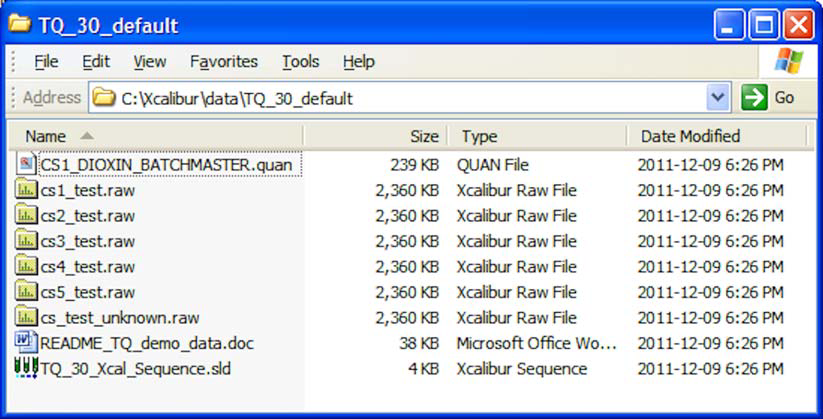 TQ_30_default
File Edit View Favorites Tools Help
Address C:\Xcalibur\data\TQ_30_default Go
Name Size Type Date Modified
CS1_DIOXIN_BATCHMASTER.quan 239 KB QUAN File 2011-12-09 6:26 PM
cs1_test.raw 2,360 KB Xcalibur Raw File 2011-12-09 6:26 PM
cs2_test.raw 2,360 KB Xcalibur Raw File 2011-12-09 6:26 PM
cs3_test.raw 2,360 KB Xcalibur Raw File 2011-12-09 6:26 PM
cs4_test.raw 2,360 KB Xcalibur Raw File 2011-12-09 6:26 PM
cs5_test.raw 2,360 KB Xcalibur Raw File 2011-12-09 6:26 PM
cs_test_unknown.raw 2,360 KB Xcalibur Raw File 2011-12-09 6:26 PM
README_TQ_demo_data.doc 38 KB Microsoft Office Wo... 2011-12-09 6:26 PM
TQ_30_Xcal_Sequence.sld 4 KB Xcalibur Sequence 2011-12-09 6:26 PM